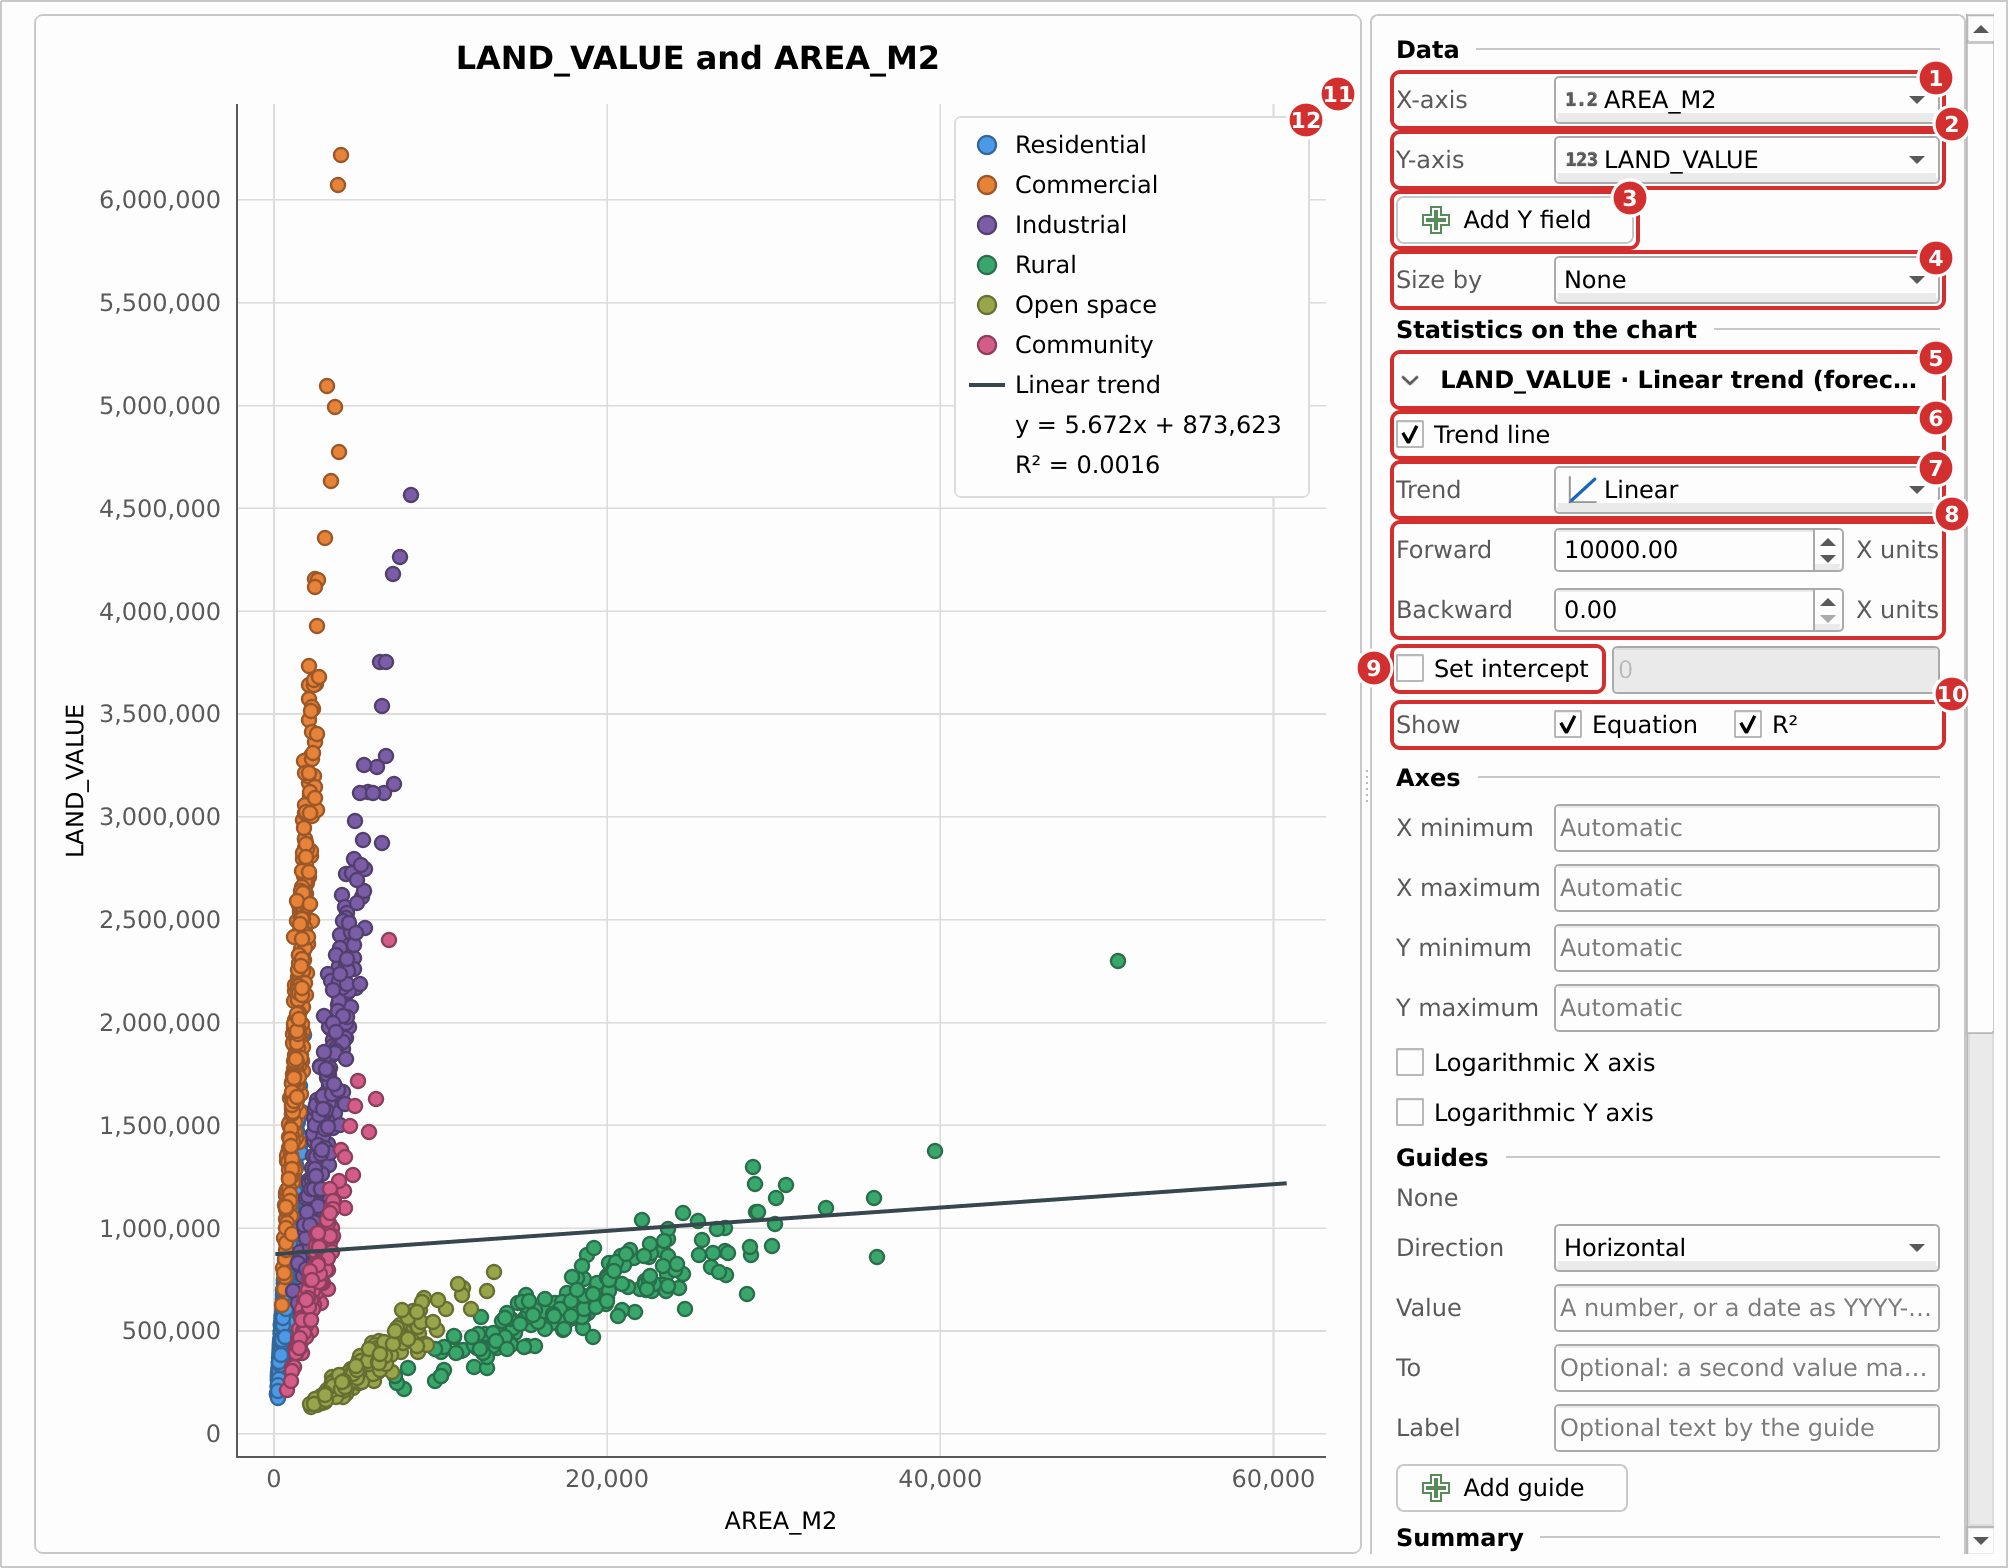 LAND_VALUE and AREA_M2
11
12
Residential
Commercial
Industrial
Rural
Open space
Community
Linear trend
y = 5.672x + 873,623
R² = 0.0016
6,000,000
5,500,000
5,000,000
4,500,000
4,000,000
3,500,000
3,000,000
2,500,000
2,000,000
1,500,000
1,000,000
500,000
0
LAND_VALUE
0 20,000 40,000 60,000
AREA_M2
Data
1
X-axis 1.2 AREA_M2
2
Y-axis 123 LAND_VALUE
3
Add Y field
4
Size by None
Statistics on the chart
5
LAND_VALUE · Linear trend (forec...
6
Trend line
7
Trend Linear
8
Forward 10000.00 X units
Backward 0.00 X units
9 Set intercept 0
10
Show Equation R²
Axes
X minimum Automatic
X maximum Automatic
Y minimum Automatic
Y maximum Automatic
Logarithmic X axis
Logarithmic Y axis
Guides
None
Direction Horizontal
Value A number, or a date as YYYY-...
To Optional: a second value ma...
Label Optional text by the guide
Add guide
Summary